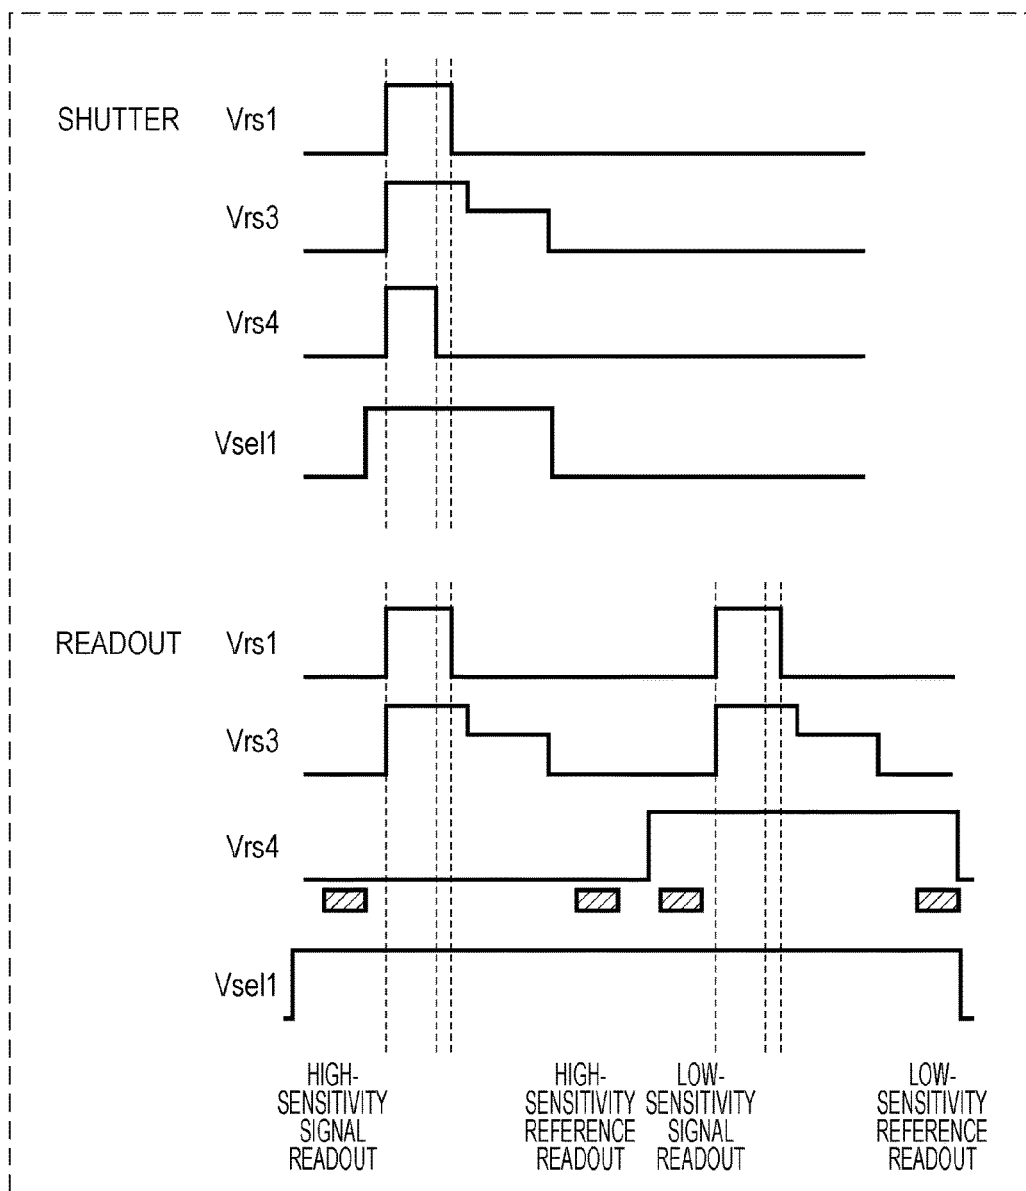 SHUTTER Vrs1
Vrs3
Vrs4
Vsel1
READOUT Vrs1
Vrs3
Vrs4
Vsel1
HIGH-
SENSITIVITY
SIGNAL
READOUT
HIGH-
SENSITIVITY
REFERENCE
READOUT
LOW-
SENSITIVITY
SIGNAL
READOUT
LOW-
SENSITIVITY
REFERENCE
READOUT